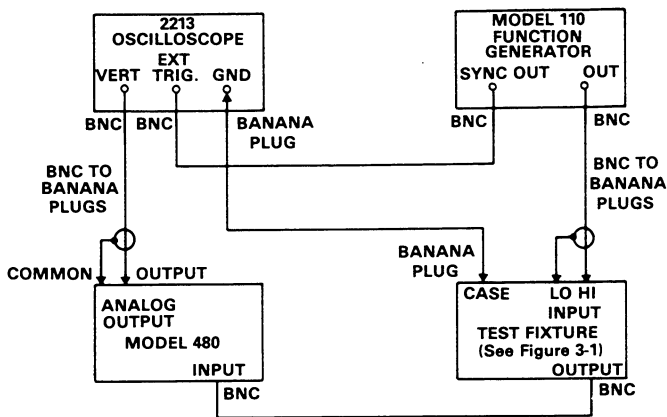 2213
OSCILLOSCOPE
EXT
VERT TRIG. GND
MODEL 110
FUNCTION
GENERATOR
SYNC OUT OUT
BNC BNC BANANA
PLUG
BNC BNC
BNC TO
BANANA
PLUGS
BNC TO
BANANA
PLUGS
COMMON OUTPUT
BANANA
PLUG
ANALOG
OUTPUT
MODEL 480
INPUT
BNC
CASE LO HI
INPUT
TEST FIXTURE
(See Figure 3-1)
OUTPUT
BNC